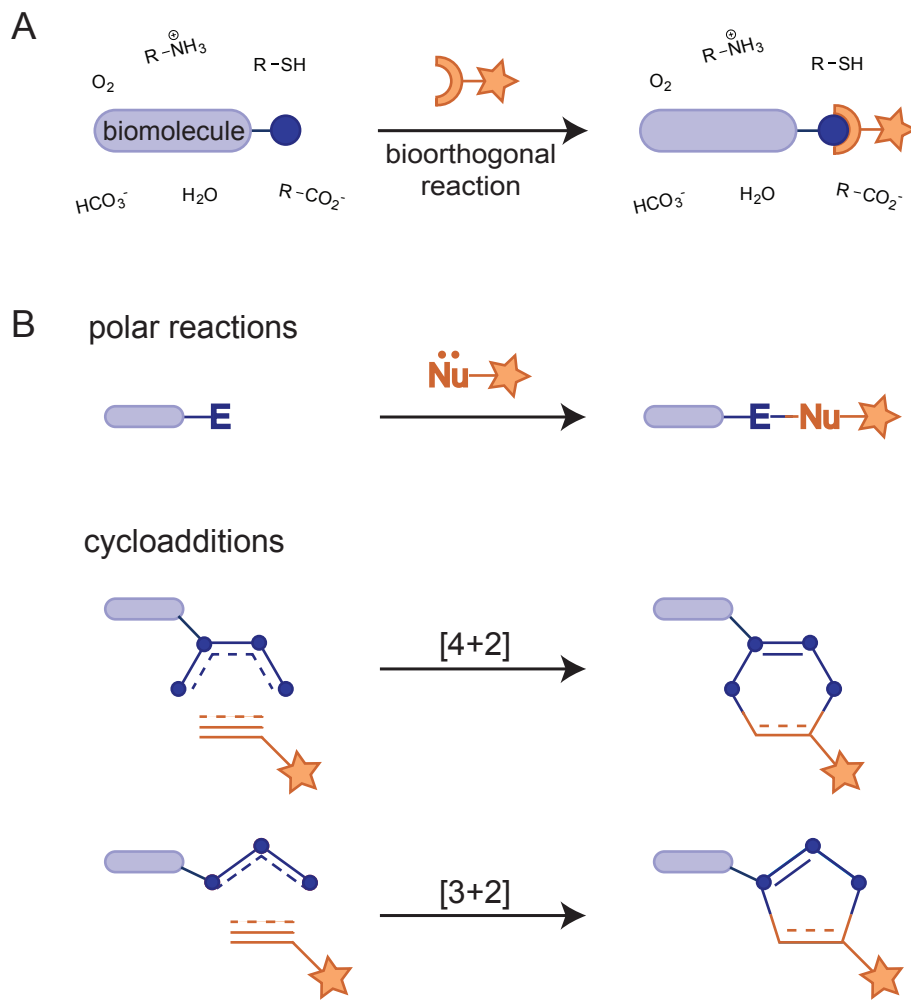 A
R-NH₃⊕
R-SH
O₂
biomolecule
HCO₃⁻
H₂O
R-CO₂⁻
bioorthogonal
reaction
R-NH₃⊕
R-SH
O₂
HCO₃⁻
H₂O
R-CO₂⁻
B
polar reactions
E
Nu
E-Nu
cycloadditions
[4+2]
[3+2]